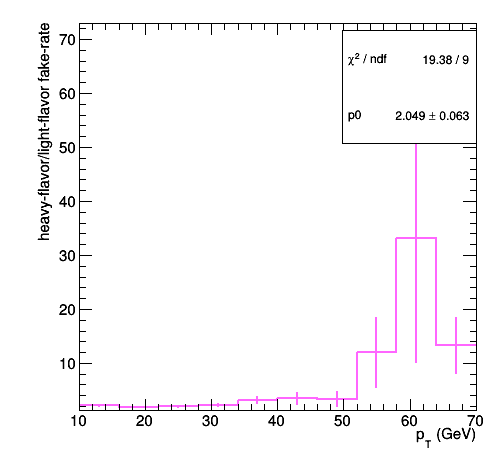 heavy-flavor/light-flavor fake-rate
χ² / ndf 19.38 / 9
p0 2.049 ± 0.063
70
60
50
40
30
20
10
10 20 30 40 50 60 70
p_T (GeV)